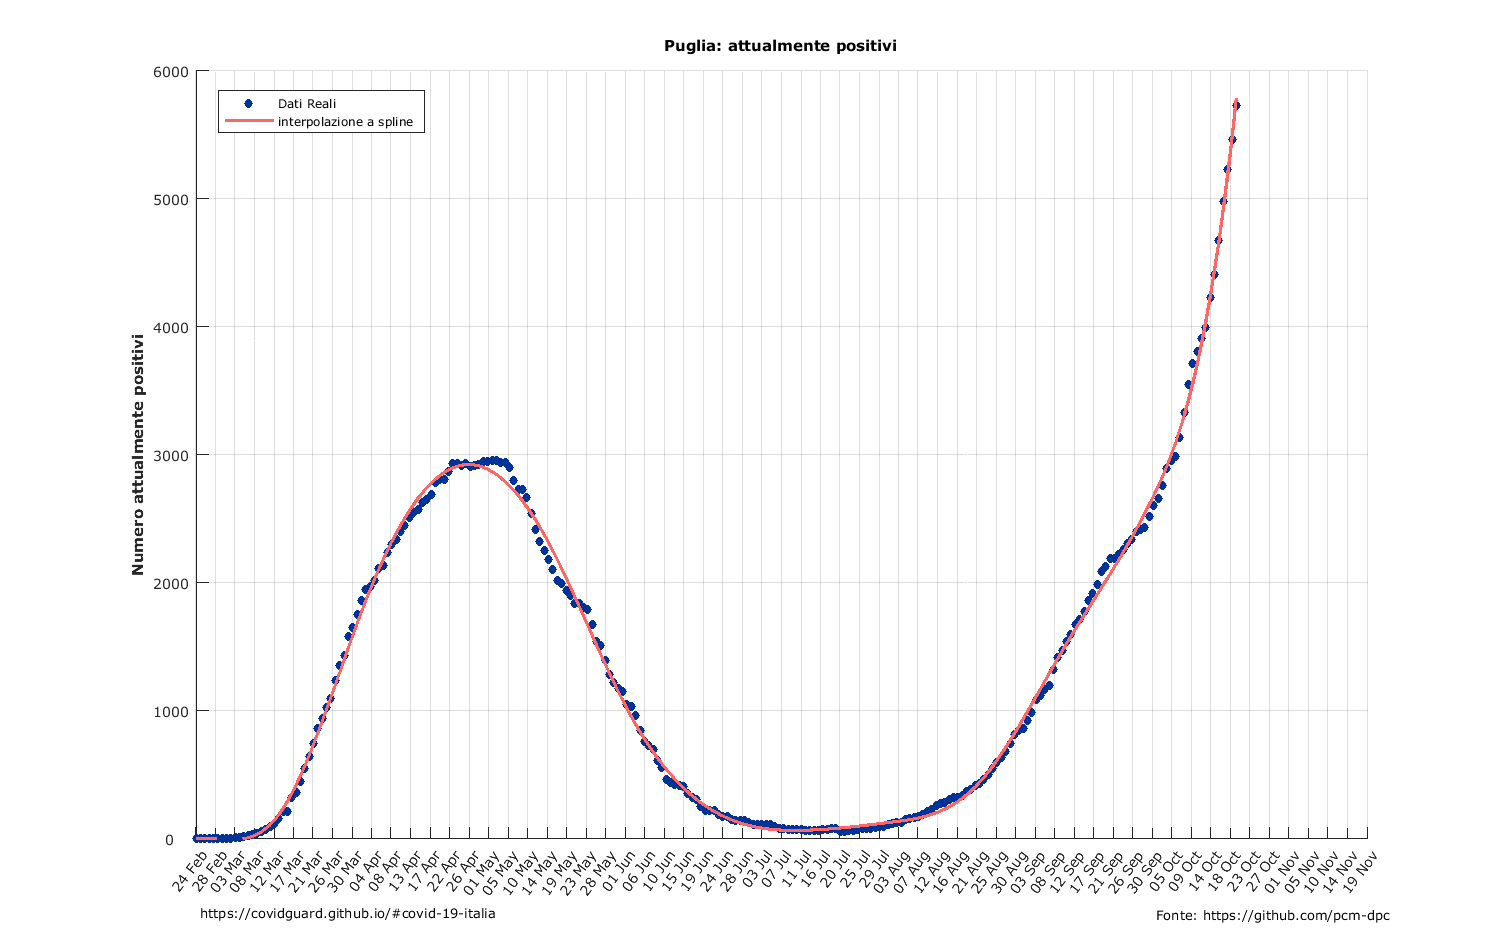 Puglia: attualmente positivi
6000
5000
4000
3000
2000
1000
0
Numero attualmente positivi
Dati Reali
interpolazione a spline
24 Feb
28 Feb
03 Mar
08 Mar
12 Mar
17 Mar
21 Mar
26 Mar
30 Mar
04 Apr
08 Apr
13 Apr
17 Apr
22 Apr
26 Apr
01 May
05 May
10 May
14 May
19 May
23 May
28 May
01 Jun
06 Jun
10 Jun
15 Jun
19 Jun
24 Jun
28 Jun
03 Jul
07 Jul
11 Jul
16 Jul
20 Jul
25 Jul
29 Jul
03 Aug
07 Aug
12 Aug
16 Aug
21 Aug
25 Aug
30 Aug
03 Sep
08 Sep
12 Sep
17 Sep
21 Sep
26 Sep
30 Sep
05 Oct
09 Oct
14 Oct
18 Oct
23 Oct
27 Oct
01 Nov
05 Nov
10 Nov
14 Nov
19 Nov
https://covidguard.github.io/#covid-19-italia
Fonte: https://github.com/pcm-dpc